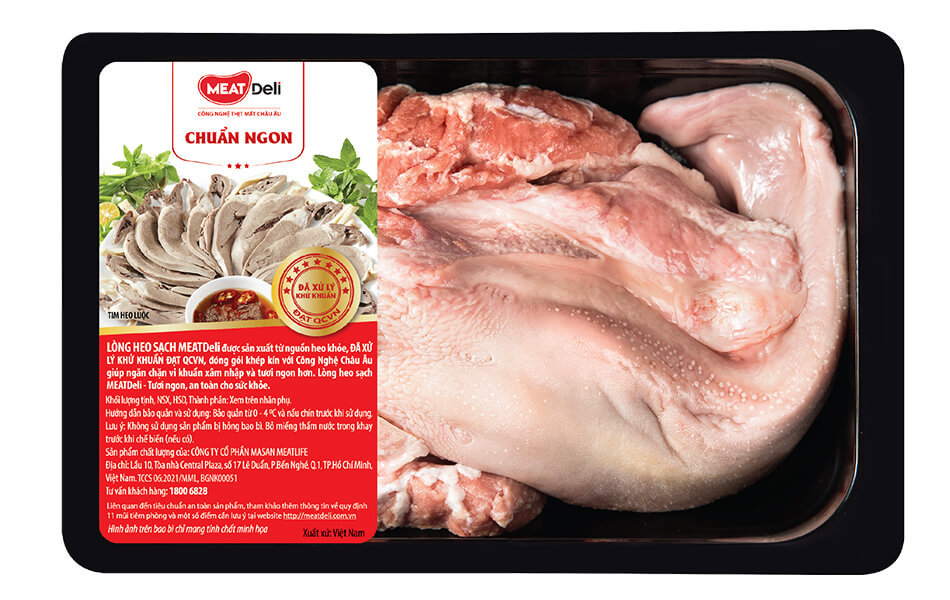 MEAT Deli
CÔNG NGHỆ THỊT MÁT CHÂU ÂU
CHUẨN NGON
ĐÃ XỬ LÝ
KHỬ KHUẨN
ĐẠT QCVN
TIM HEO LUỘC
LÒNG HEO SẠCH MEATDeli được sản xuất từ nguồn heo khỏe, ĐÃ XỬ
LÝ KHỬ KHUẨN ĐẠT QCVN, đóng gói khép kín với Công Nghệ Châu Âu
giúp ngăn chặn vi khuẩn xâm nhập và tươi ngon hơn. Lòng heo sạch
MEATDeli - Tươi ngon, an toàn cho sức khỏe.
Khối lượng tịnh, NSX, HSD, Thành phần: Xem trên nhãn phụ.
Hướng dẫn bảo quản và sử dụng: Bảo quản từ 0 - 4 ºC và nấu chín trước khi sử dụng.
Lưu ý: Không sử dụng sản phẩm bị hỏng bao bì. Bỏ miếng thấm nước trong khay
trước khi chế biến (nếu có).
Sản phẩm chất lượng của: CÔNG TY CỔ PHẦN MASAN MEATLIFE
Địa chỉ: Lầu 10, Tòa nhà Central Plaza, số 17 Lê Duẩn, P.Bến Nghé, Q.1, TP.Hồ Chí Minh,
Việt Nam. TCCS 06:2021/MML, BGNK00051
Tư vấn khách hàng: 1800 6828
Liên quan đến tiêu chuẩn an toàn sản phẩm, tham khảo thêm thông tin về quy định
11 mũi tiêm phòng và một số điểm cần lưu ý tại website http://meatdeli.com.vn
Hình ảnh trên bao bì chỉ mang tính chất minh họa
Xuất xứ: Việt Nam